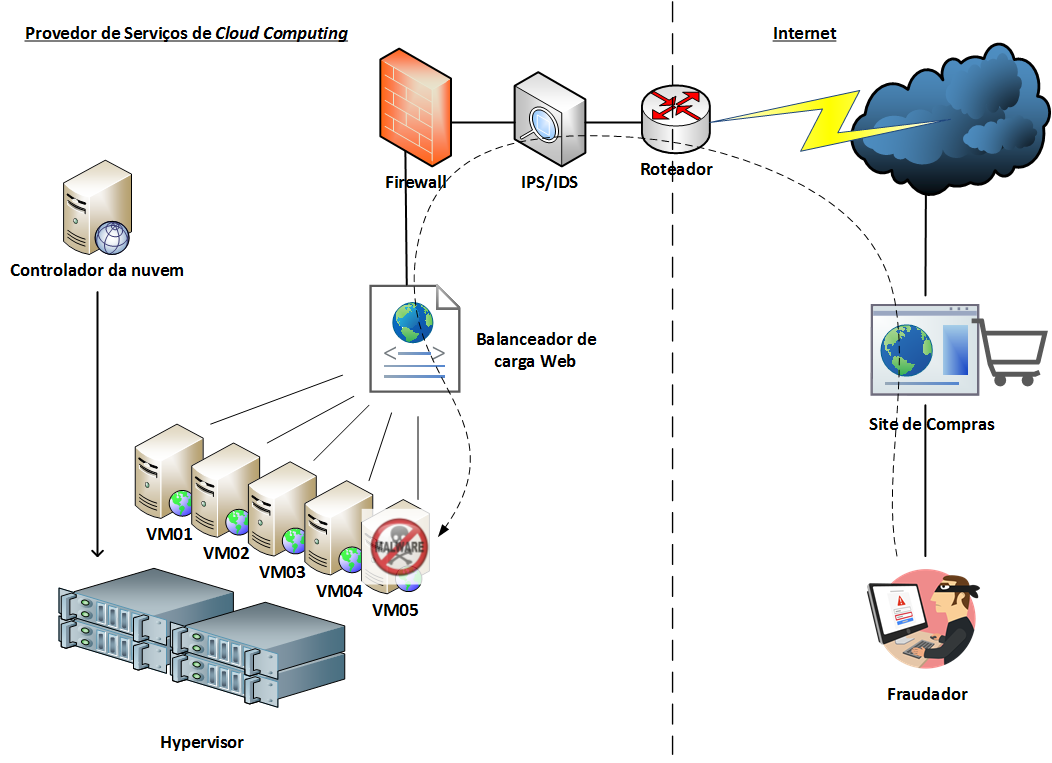 Provedor de Serviços de Cloud Computing
Internet
Firewall
IPS/IDS
Roteador
Controlador da nuvem
Balanceador de
carga Web
Site de Compras
VM01
VM02
VM03
VM04
MALWARE
VM05
Fraudador
Hypervisor